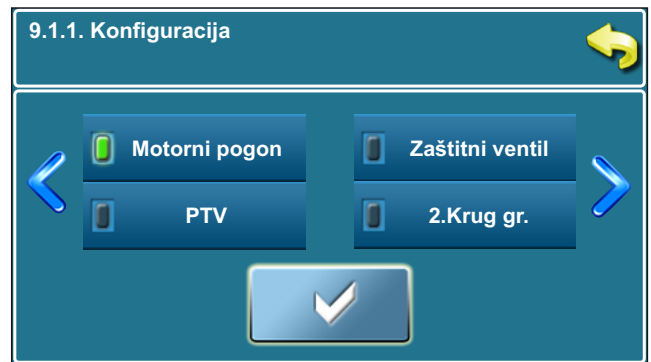 9.1.1. Konfiguracija
Motorni pogon
Zaštitni ventil
PTV
2.Krug gr.